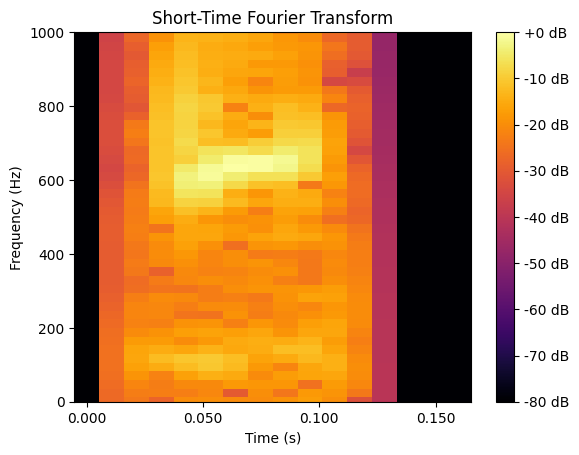 Short-Time Fourier Transform
1000
800
600
400
200
0
Frequency (Hz)
0.000
0.050
0.100
0.150
Time (s)
+0 dB
-10 dB
-20 dB
-30 dB
-40 dB
-50 dB
-60 dB
-70 dB
-80 dB